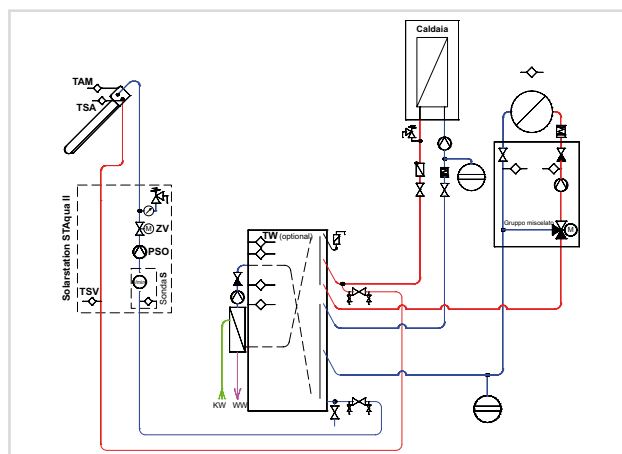 Caldaia
TAM
TSA
Solarstation STAqua II
ZV
M
PSO
Sonda S
TSV
TW (optional)
Gruppo miscelato
M
KW
WW